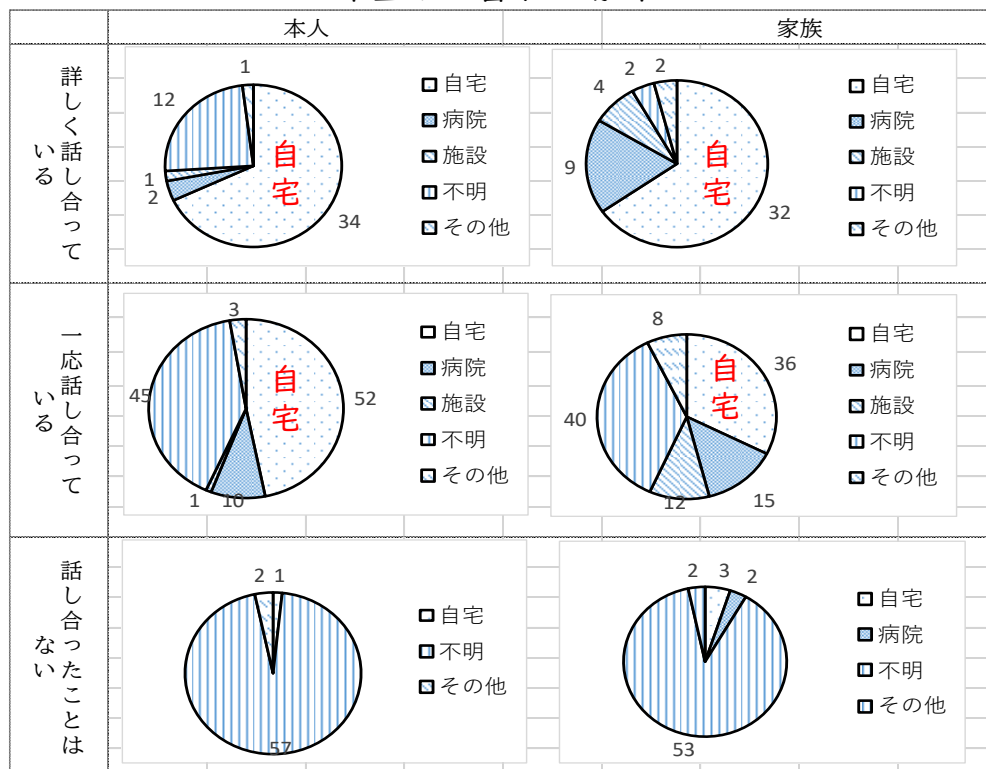 本人
家族
詳しく話し合って
いる
1
12
1
2
34
自宅
自宅
病院
施設
不明
その他
2
2
4
9
32
自宅
自宅
病院
施設
不明
その他
一応話し合って
いる
3
45
52
1
10
自宅
自宅
病院
施設
不明
その他
8
36
40
12
15
自宅
自宅
病院
施設
不明
その他
話し合ったことは
ない
2
1
57
自宅
不明
その他
2
3
2
53
自宅
病院
不明
その他